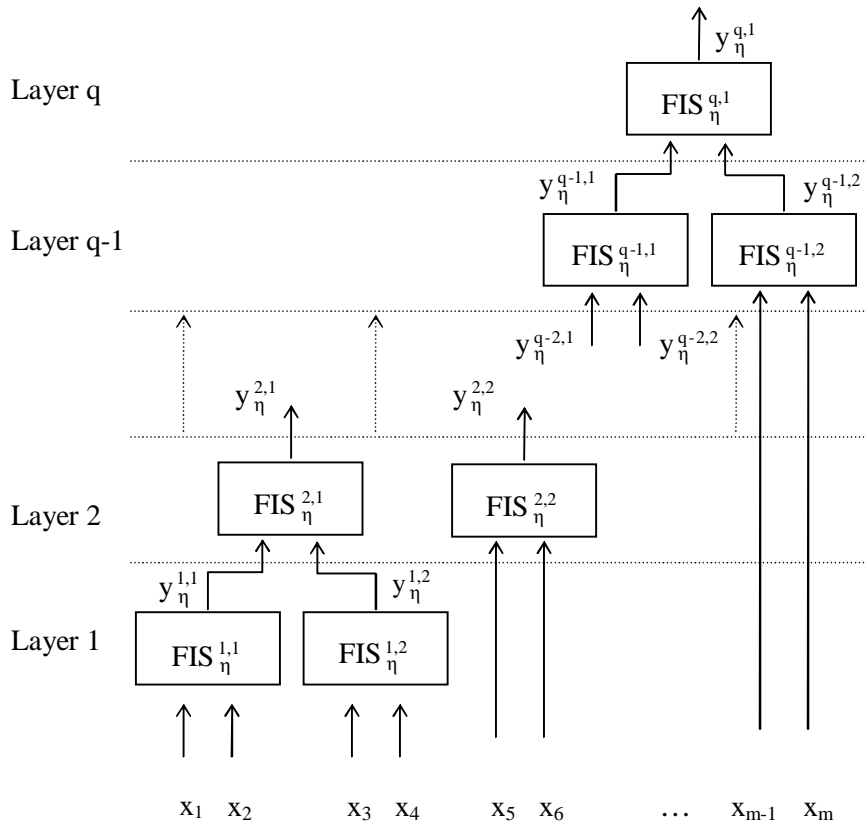 y_η^{q,1}
Layer q
FIS_η^{q,1}
y_η^{q-1,1} y_η^{q-1,2}
Layer q-1
FIS_η^{q-1,1} FIS_η^{q-1,2}
y_η^{q-2,1} y_η^{q-2,2}
y_η^{2,1} y_η^{2,2}
Layer 2
FIS_η^{2,1} FIS_η^{2,2}
y_η^{1,1} y_η^{1,2}
Layer 1
FIS_η^{1,1} FIS_η^{1,2}
x₁ x₂ x₃ x₄ x₅ x₆ … x_{m-1} x_m